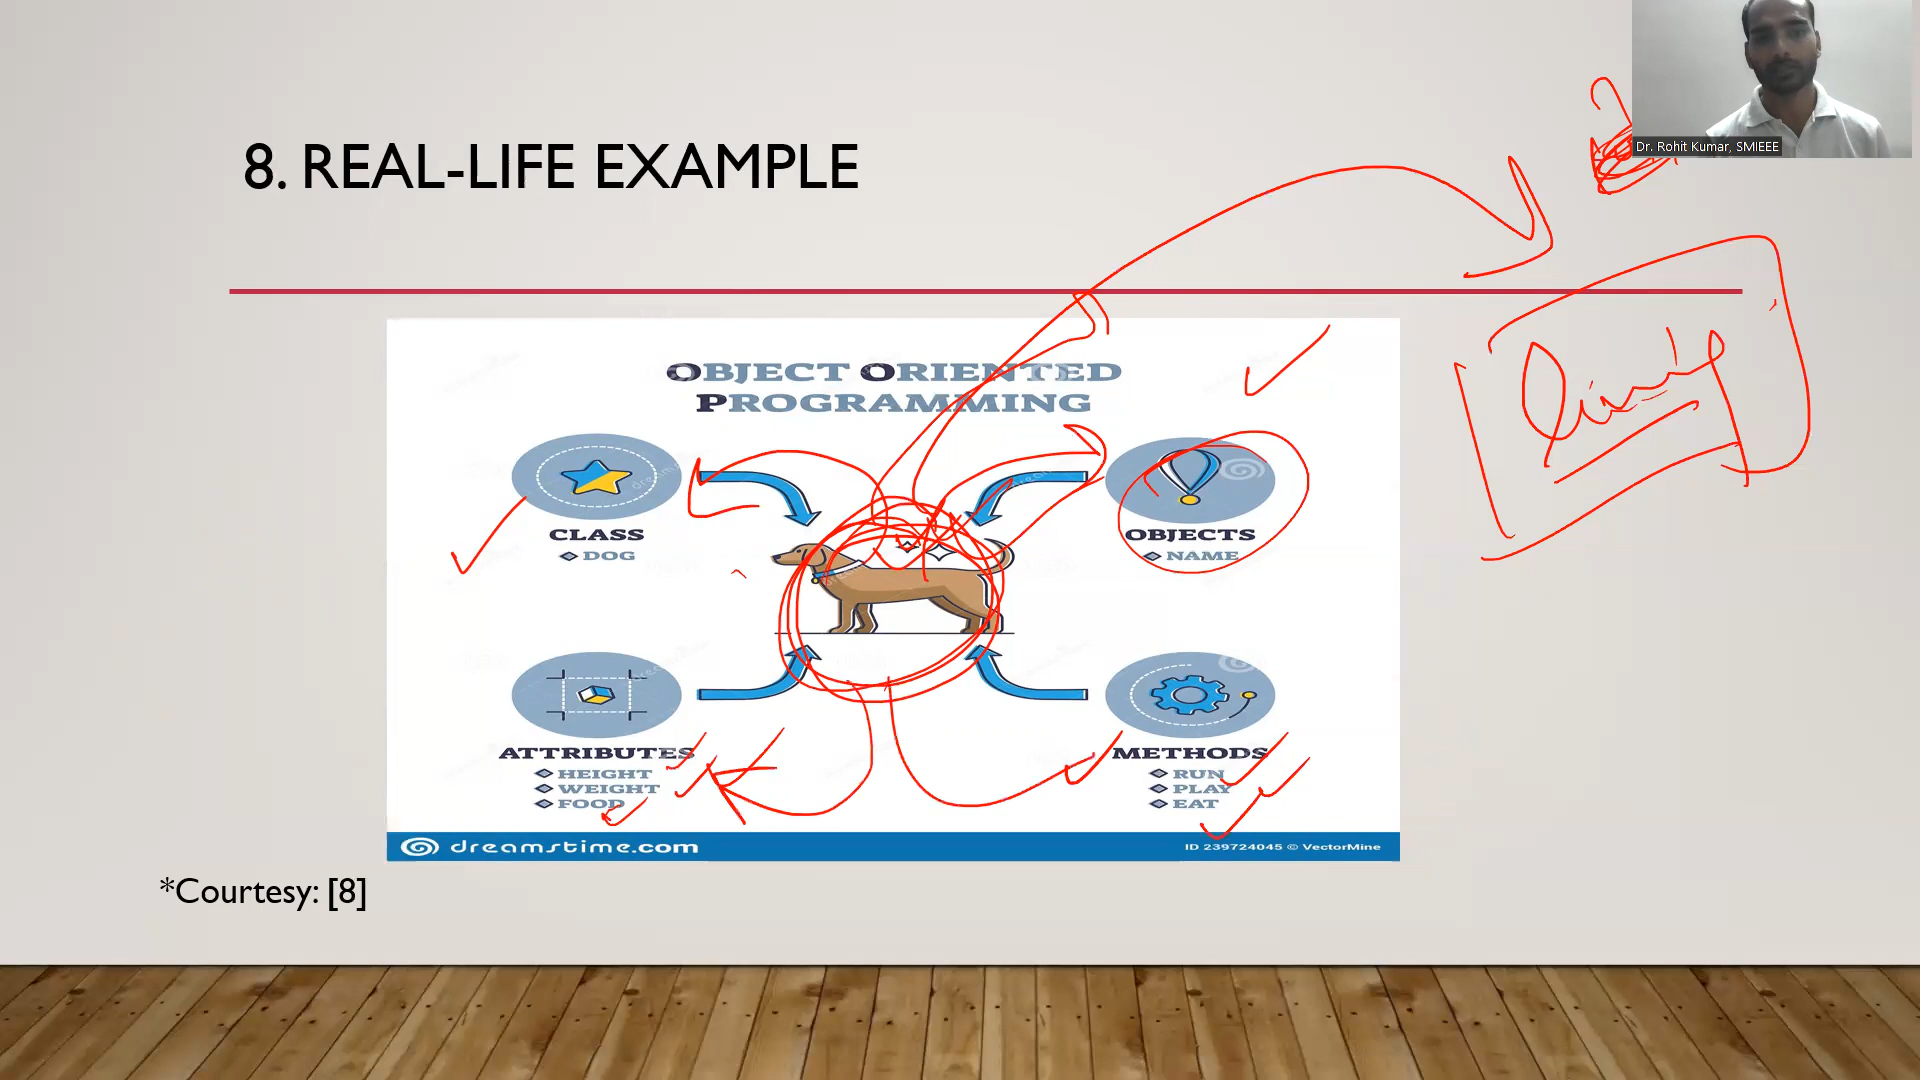 Dr. Rohit Kumar, SMIEEE
8. REAL-LIFE EXAMPLE
OBJECT ORIENTED
PROGRAMMING
CLASS
DOG
OBJECTS
NAME
ATTRIBUTES
HEIGHT
WEIGHT
FOOD
METHODS
RUN
PLAY
EAT
dreamstime.com
ID 239724045 © VectorMine
*Courtesy: [8]